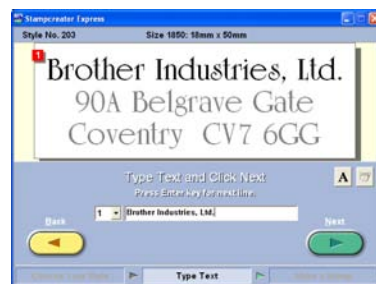 Stampcreator Express
Style No. 203 Size 1850: 18mm x 50mm
1
Brother Industries, Ltd.
90A Belgrave Gate
Coventry CV7 6GG
Type Text and Click Next
Press Enter key for next line.
A
Back
1 Brother Industries, Ltd.
Next
Type Text